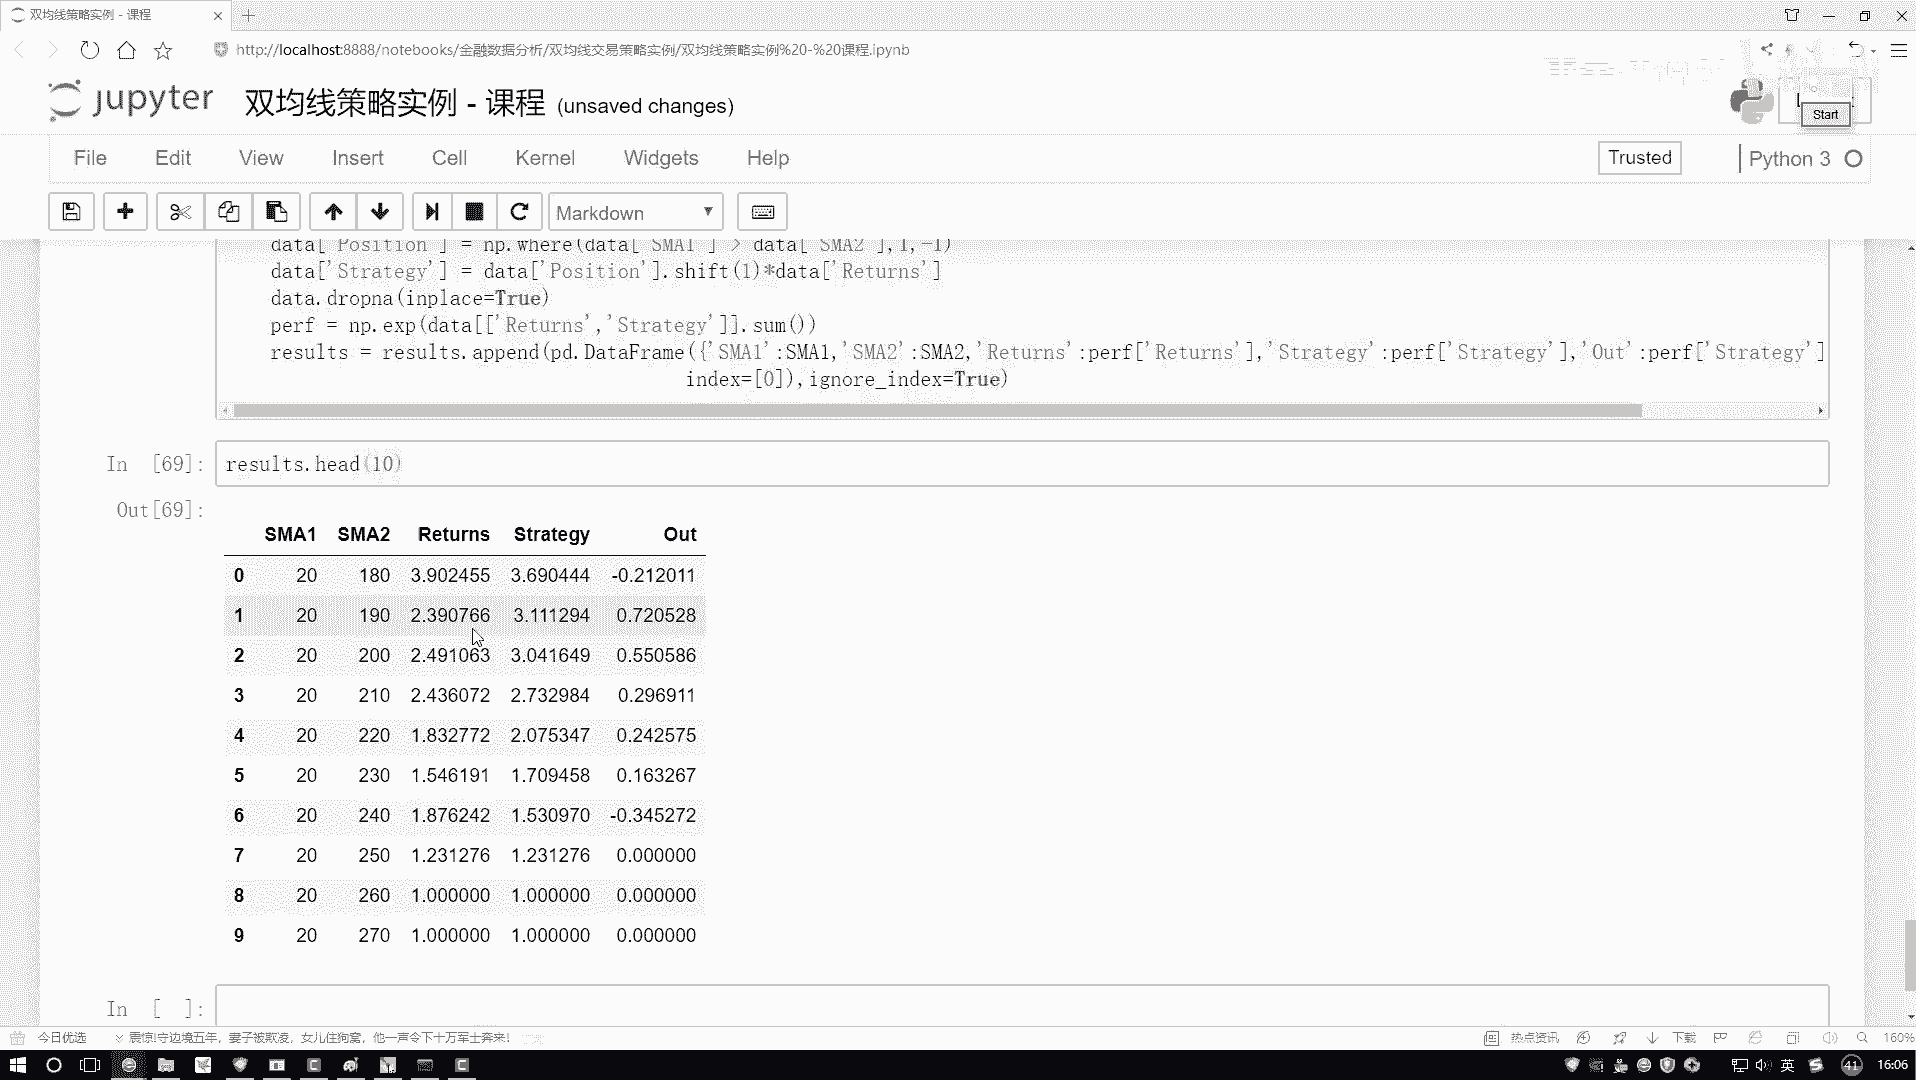 双均线策略实例 - 课程
http://localhost:8888/notebooks/金融数据分析/双均线交易策略实例/双均线策略实例%20-%20课程.ipynb
jupyter 双均线策略实例 - 课程 (unsaved changes)
Start
File Edit View Insert Cell Kernel Widgets Help
Trusted Python 3
Markdown
data['Position'] = np.where(data['SMA1'] > data['SMA2'],1,-1)
data['Strategy'] = data['Position'].shift(1)*data['Returns']
data.dropna(inplace=True)
perf = np.exp(data[['Returns','Strategy']].sum())
results = results.append(pd.DataFrame({'SMA1':SMA1,'SMA2':SMA2,'Returns':perf['Returns'],'Strategy':perf['Strategy'],'Out':perf['Strategy']
index=[0]),ignore_index=True)
In [69]: results.head(10)
Out[69]:
SMA1 SMA2 Returns Strategy Out
0 20 180 3.902455 3.690444 -0.212011
1 20 190 2.390766 3.111294 0.720528
2 20 200 2.491063 3.041649 0.550586
3 20 210 2.436072 2.732984 0.296911
4 20 220 1.832772 2.075347 0.242575
5 20 230 1.546191 1.709458 0.163267
6 20 240 1.876242 1.530970 -0.345272
7 20 250 1.231276 1.231276 0.000000
8 20 260 1.000000 1.000000 0.000000
9 20 270 1.000000 1.000000 0.000000
In [ ]:
今日优选 震惊!守边境五年，妻子被欺凌，女儿住狗窝，他一声令下十万军士奔来! 热点资讯 下载 160%
英 41 16:06